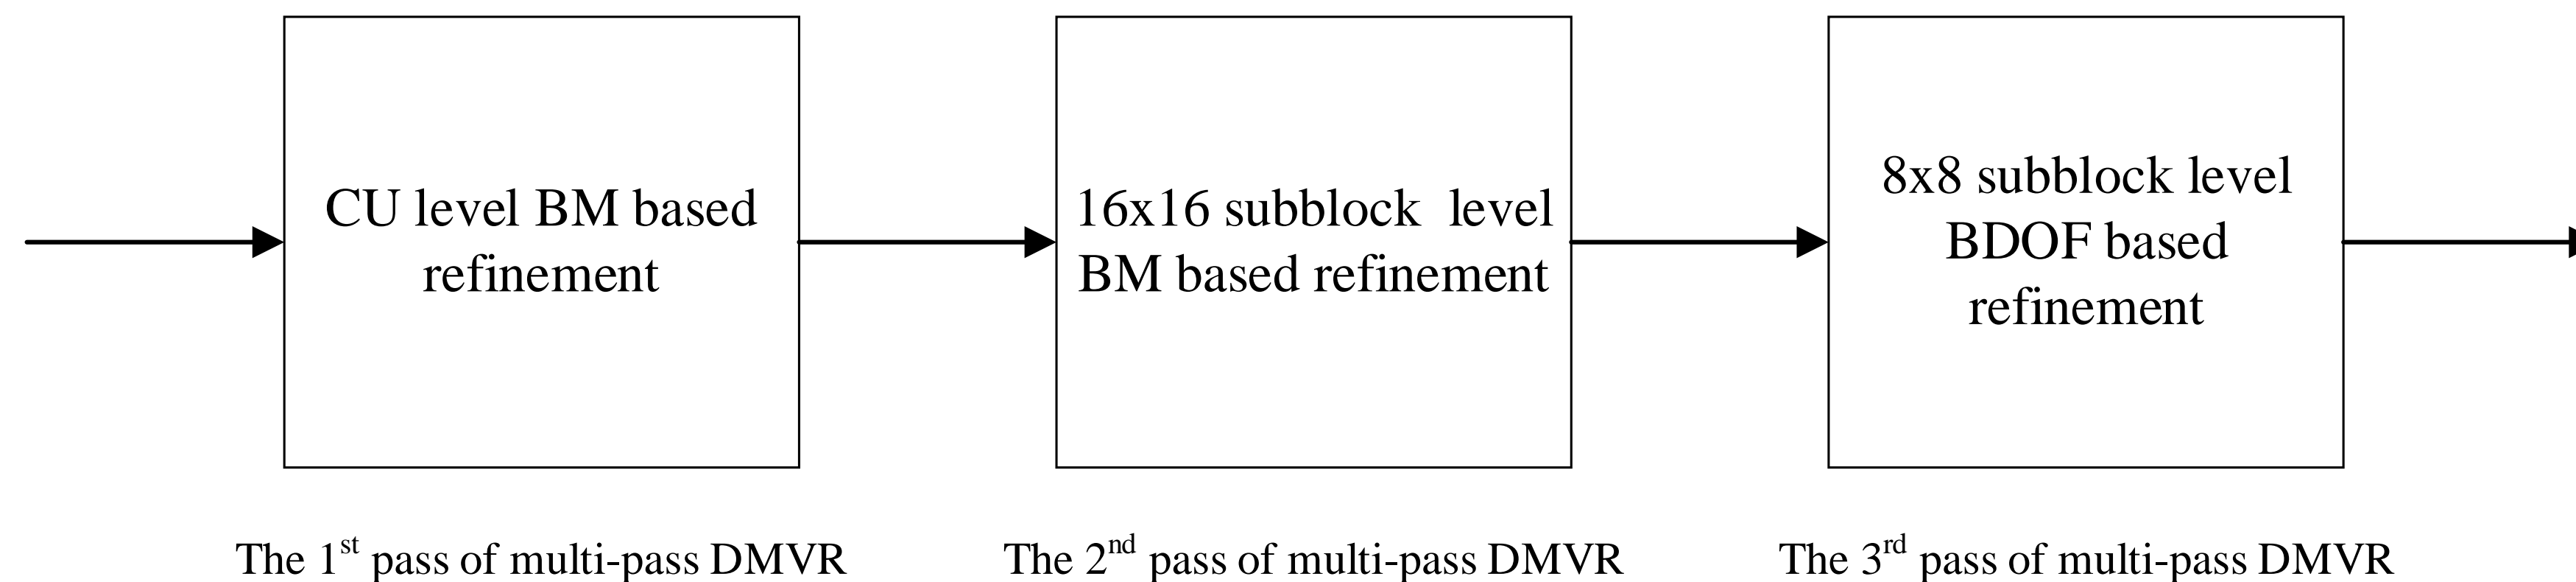 CU level BM based
refinement
16x16 subblock  level
BM based refinement
8x8 subblock level
BDOF based
refinement
The 1st pass of multi-pass DMVR
The 2nd pass of multi-pass DMVR
The 3rd pass of multi-pass DMVR